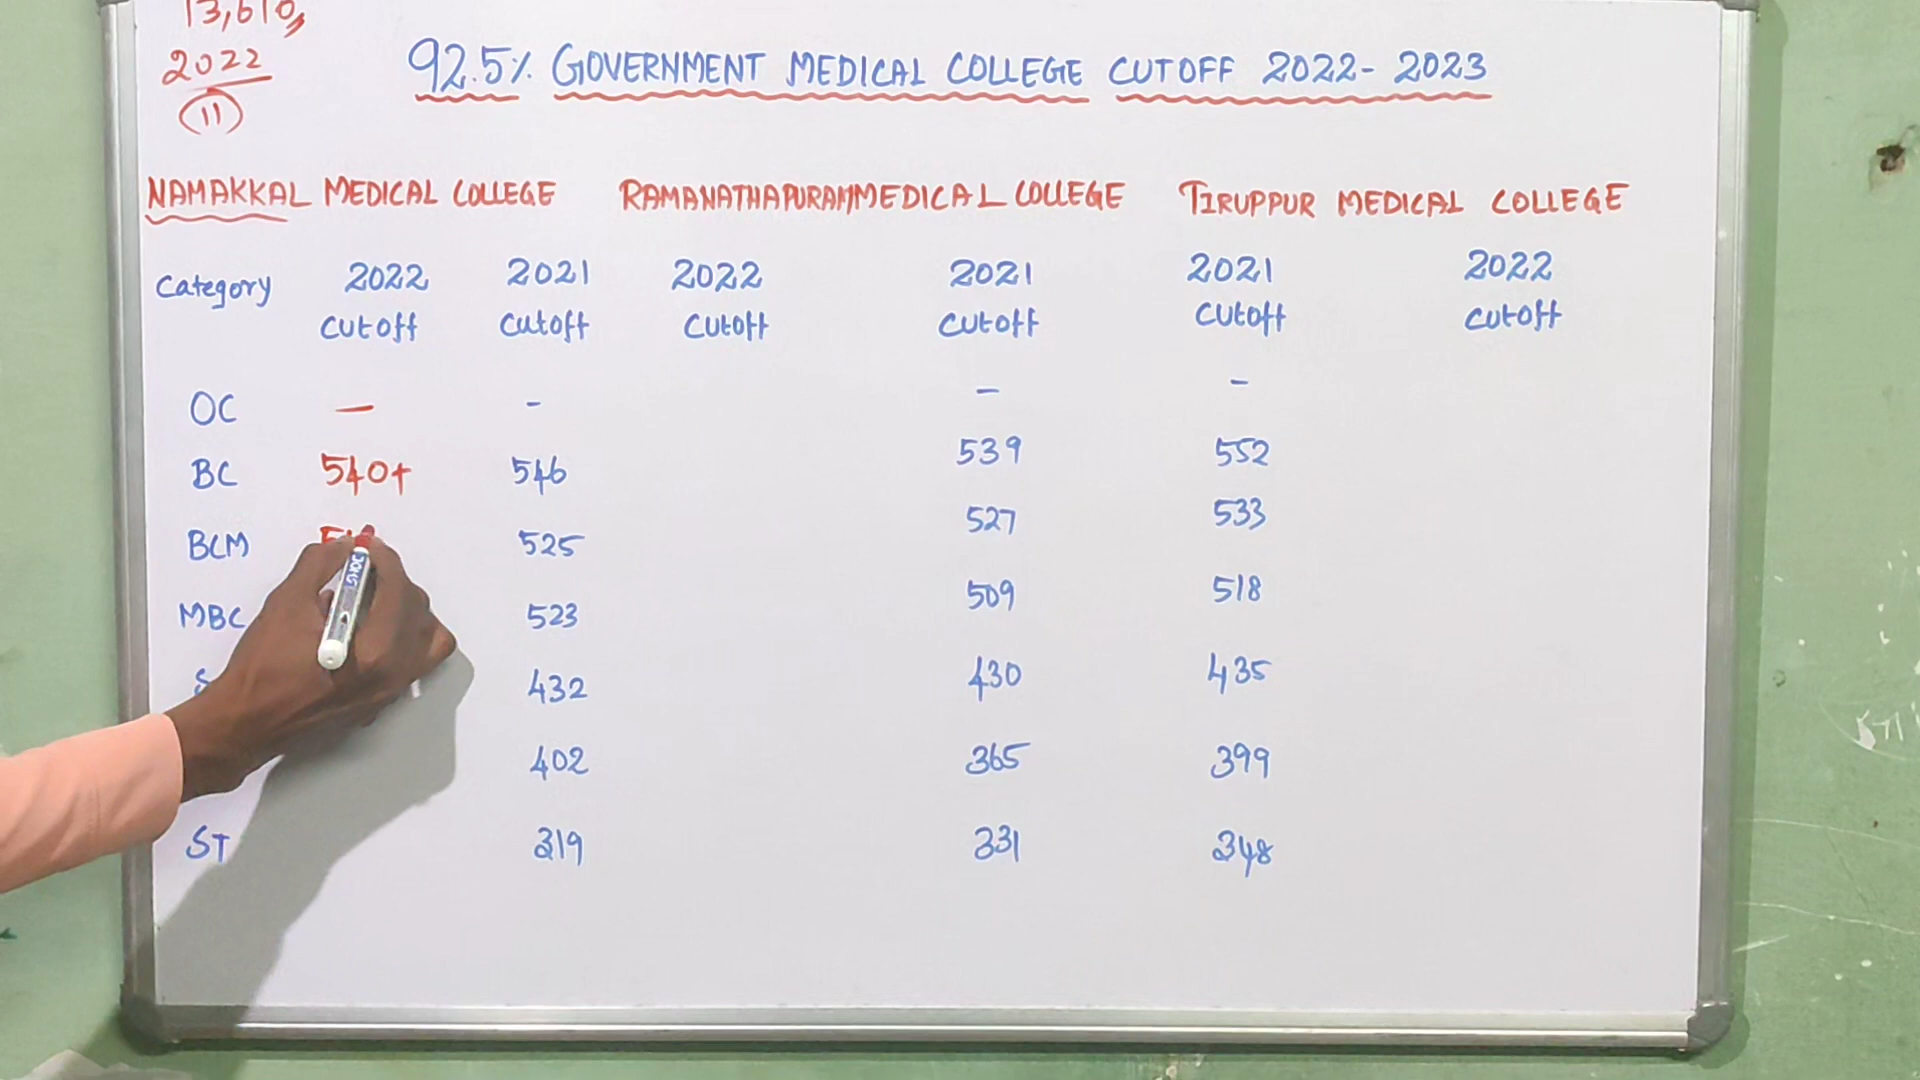 13,610
2022
11
92.5% GOVERNMENT MEDICAL COLLEGE CUTOFF 2022-2023
NAMAKKAL MEDICAL COLLEGE RAMANATHAPURAM MEDICAL COLLEGE TIRUPPUR MEDICAL COLLEGE
Category 2022 cutoff 2021 cutoff 2022 cutoff 2021 cutoff 2021 cutoff 2022 cutoff
OC - - - -
BC 540+ 546 539 552
BCM 525 527 533
MBC 523 509 518
432 430 435
402 365 399
ST 319 331 348